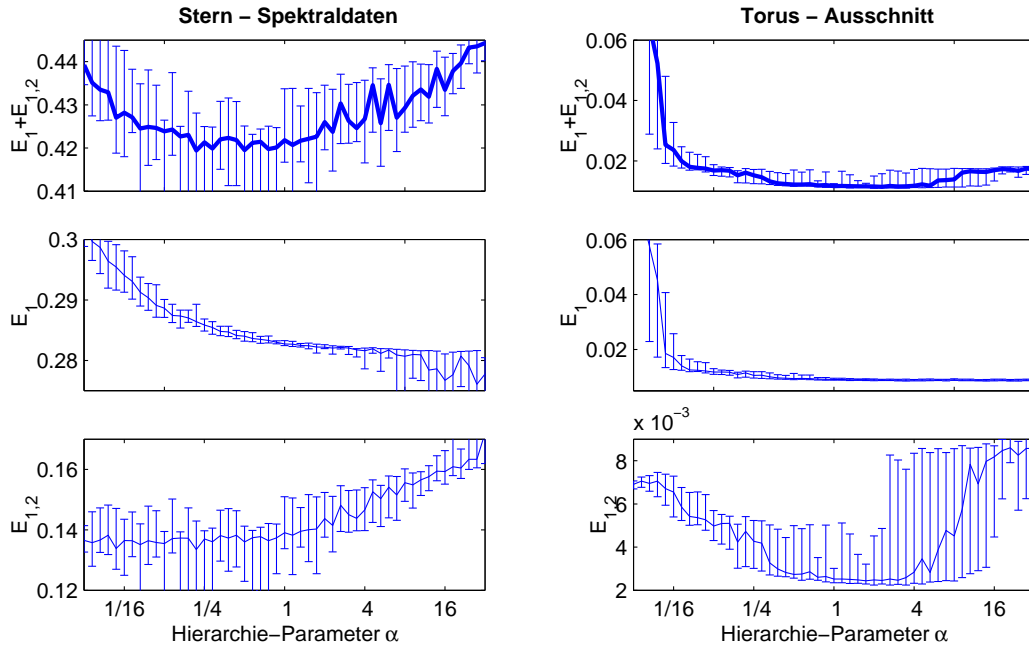 Stern − Spektraldaten
0.44
0.43
0.42
0.41
E1+E1,2
0.3
0.29
0.28
E1
0.16
0.14
0.12
E1,2
1/16 1/4 1 4 16
Hierarchie−Parameter α
Torus − Ausschnitt
0.06
0.04
0.02
E1+E1,2
0.06
0.04
0.02
E1
x 10−3
8
6
4
2
E1,2
1/16 1/4 1 4 16
Hierarchie−Parameter α